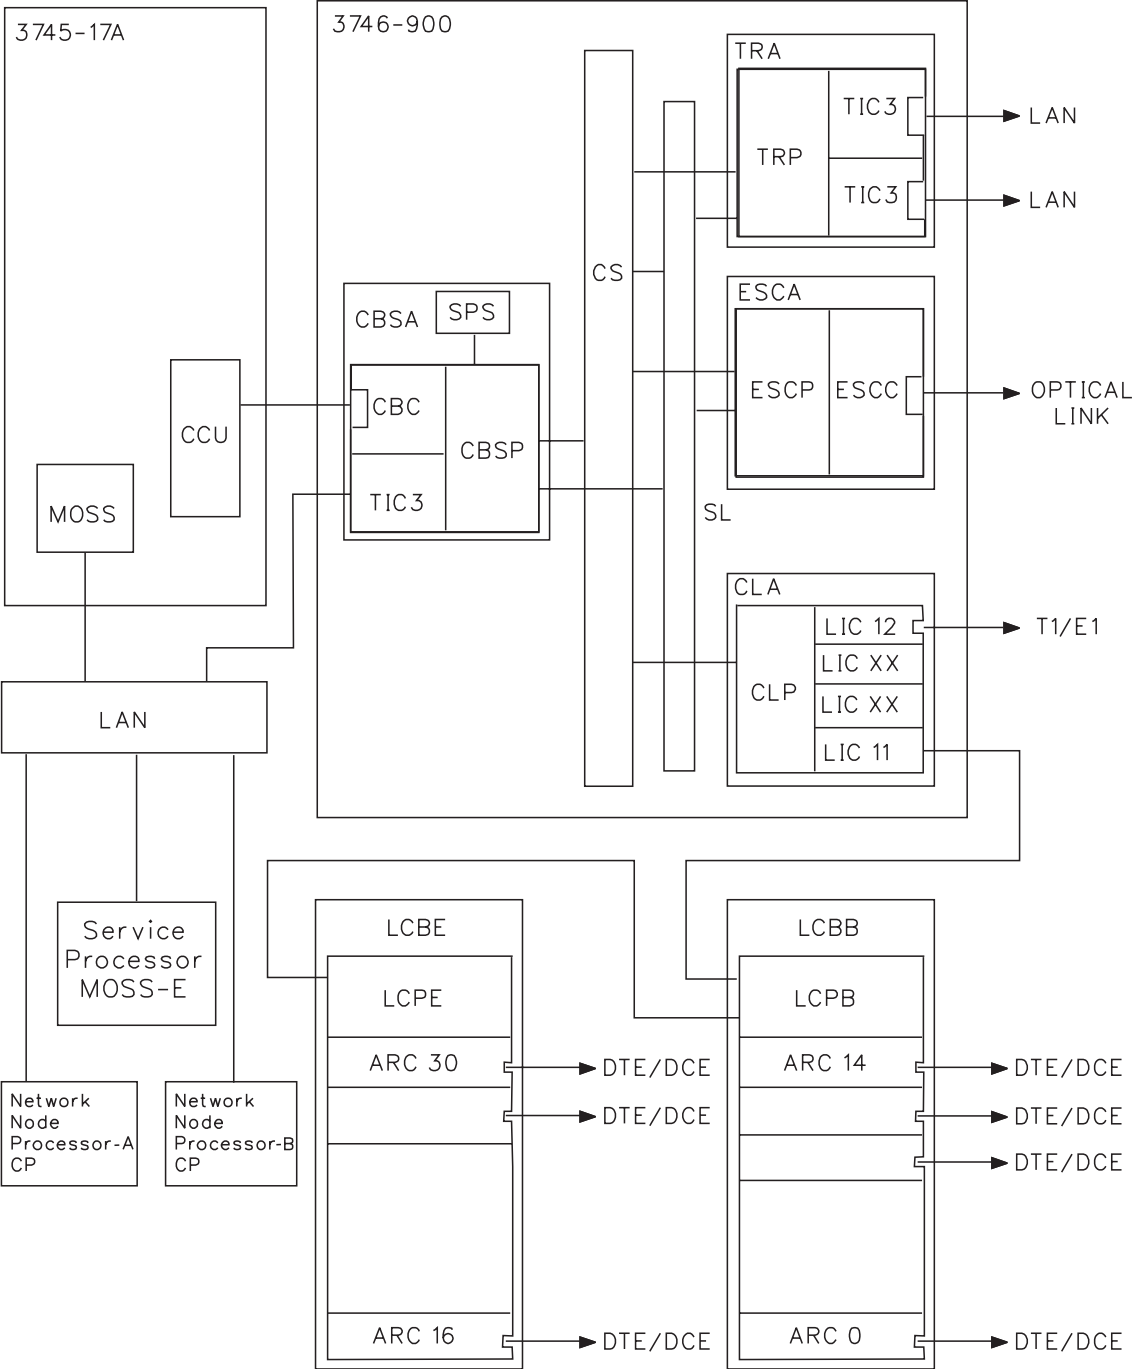 3745-17A
3746-900
TRA
TRP
TIC3
LAN
TIC3
LAN
CS
ESCA
ESCP
ESCC
OPTICAL
LINK
SL
CBSA
SPS
CBC
CBSP
TIC3
CCU
MOSS
CLA
CLP
LIC 12
T1/E1
LIC XX
LIC XX
LIC 11
LAN
Service
Processor
MOSS-E
Network
Node
Processor-A
CP
Network
Node
Processor-B
CP
LCBE
LCPE
ARC 30
DTE/DCE
DTE/DCE
ARC 16
DTE/DCE
LCBB
LCPB
ARC 14
DTE/DCE
DTE/DCE
DTE/DCE
ARC 0
DTE/DCE